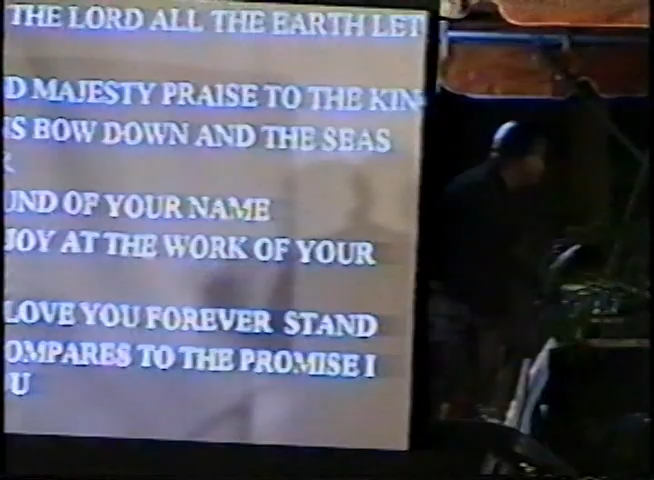 THE LORD ALL THE EARTH LET
D MAJESTY PRAISE TO THE KIN
IS BOW DOWN AND THE SEAS
R
UND OF YOUR NAME
JOY AT THE WORK OF YOUR
LOVE YOU FOREVER STAND
OMPARES TO THE PROMISE I
U